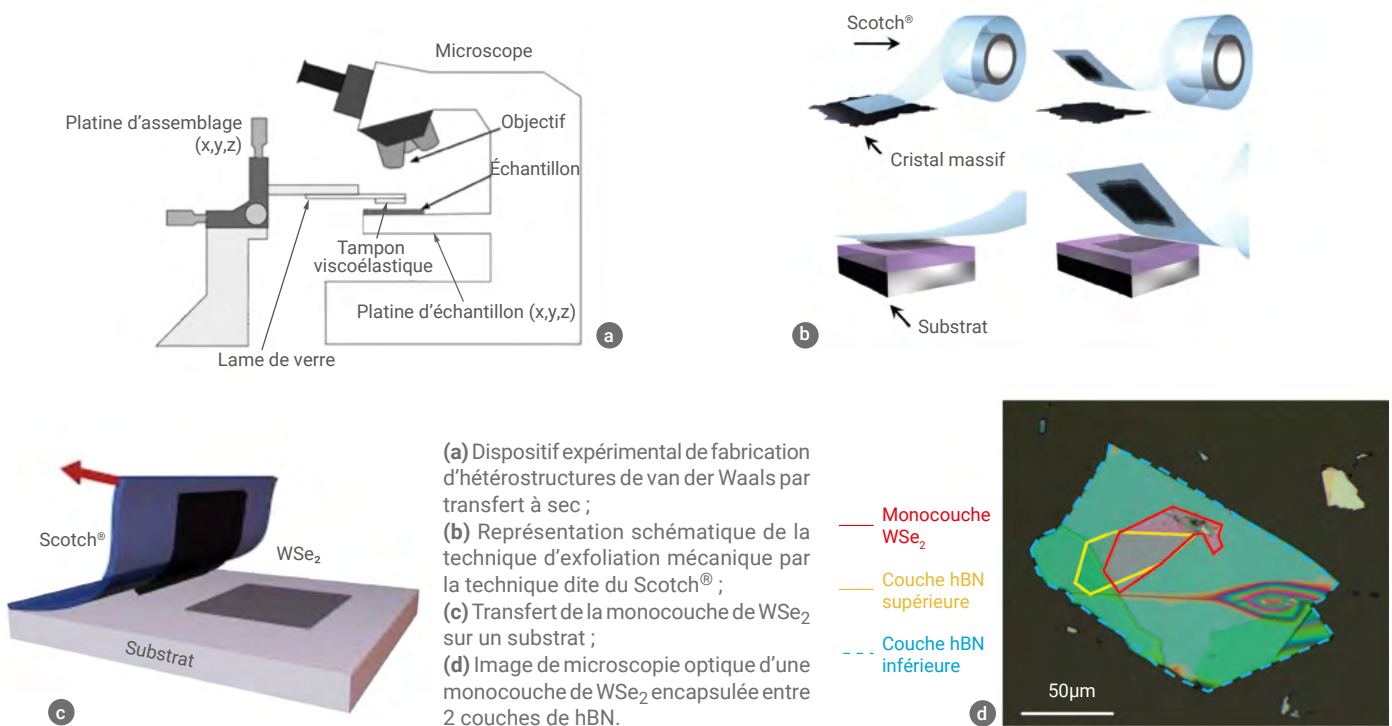 Microscope
Platine d'assemblage
(x,y,z)
Objectif
Échantillon
Tampon
viscoélastique
Platine d'échantillon (x,y,z)
Lame de verre
a
Scotch®
Cristal massif
Substrat
b
Scotch®
WSe₂
Substrat
c
(a) Dispositif expérimental de fabrication
d'hétérostructures de van der Waals par
transfert à sec ;
(b) Représentation schématique de la
technique d'exfoliation mécanique par
la technique dite du Scotch® ;
(c) Transfert de la monocouche de WSe₂
sur un substrat ;
(d) Image de microscopie optique d'une
monocouche de WSe₂ encapsulée entre
2 couches de hBN.
Monocouche
WSe₂
Couche hBN
supérieure
Couche hBN
inférieure
50µm
d